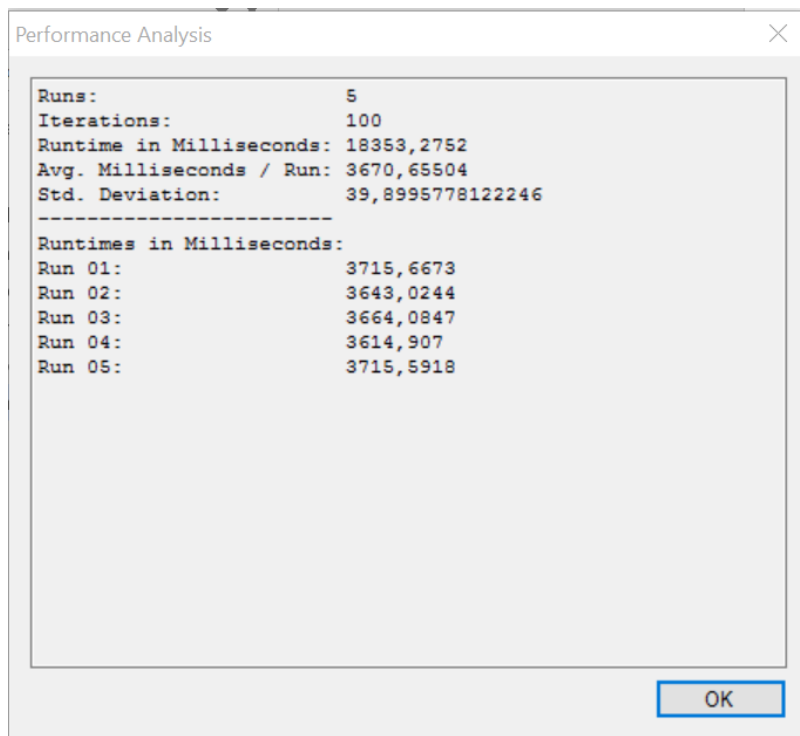 Performance Analysis
Runs: 5
Iterations: 100
Runtime in Milliseconds: 18353,2752
Avg. Milliseconds / Run: 3670,65504
Std. Deviation: 39,8995778122246
------------------------
Runtimes in Milliseconds:
Run 01: 3715,6673
Run 02: 3643,0244
Run 03: 3664,0847
Run 04: 3614,907
Run 05: 3715,5918
OK